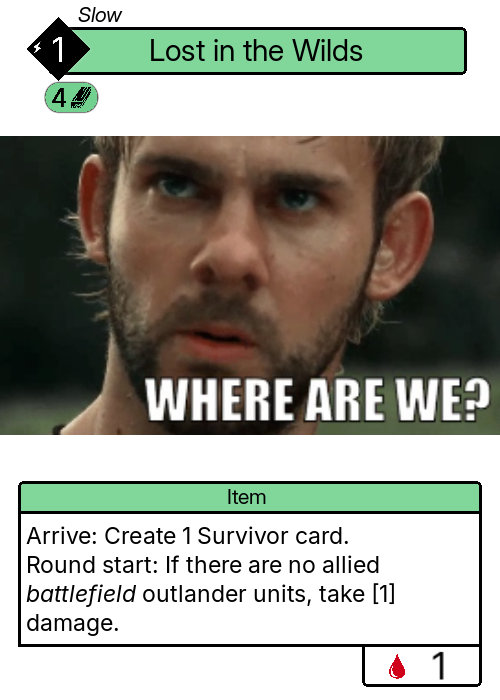 Slow
1
Lost in the Wilds
4
WHERE ARE WE?
Item
Arrive: Create 1 Survivor card.
Round start: If there are no allied
battlefield outlander units, take [1]
damage.
1